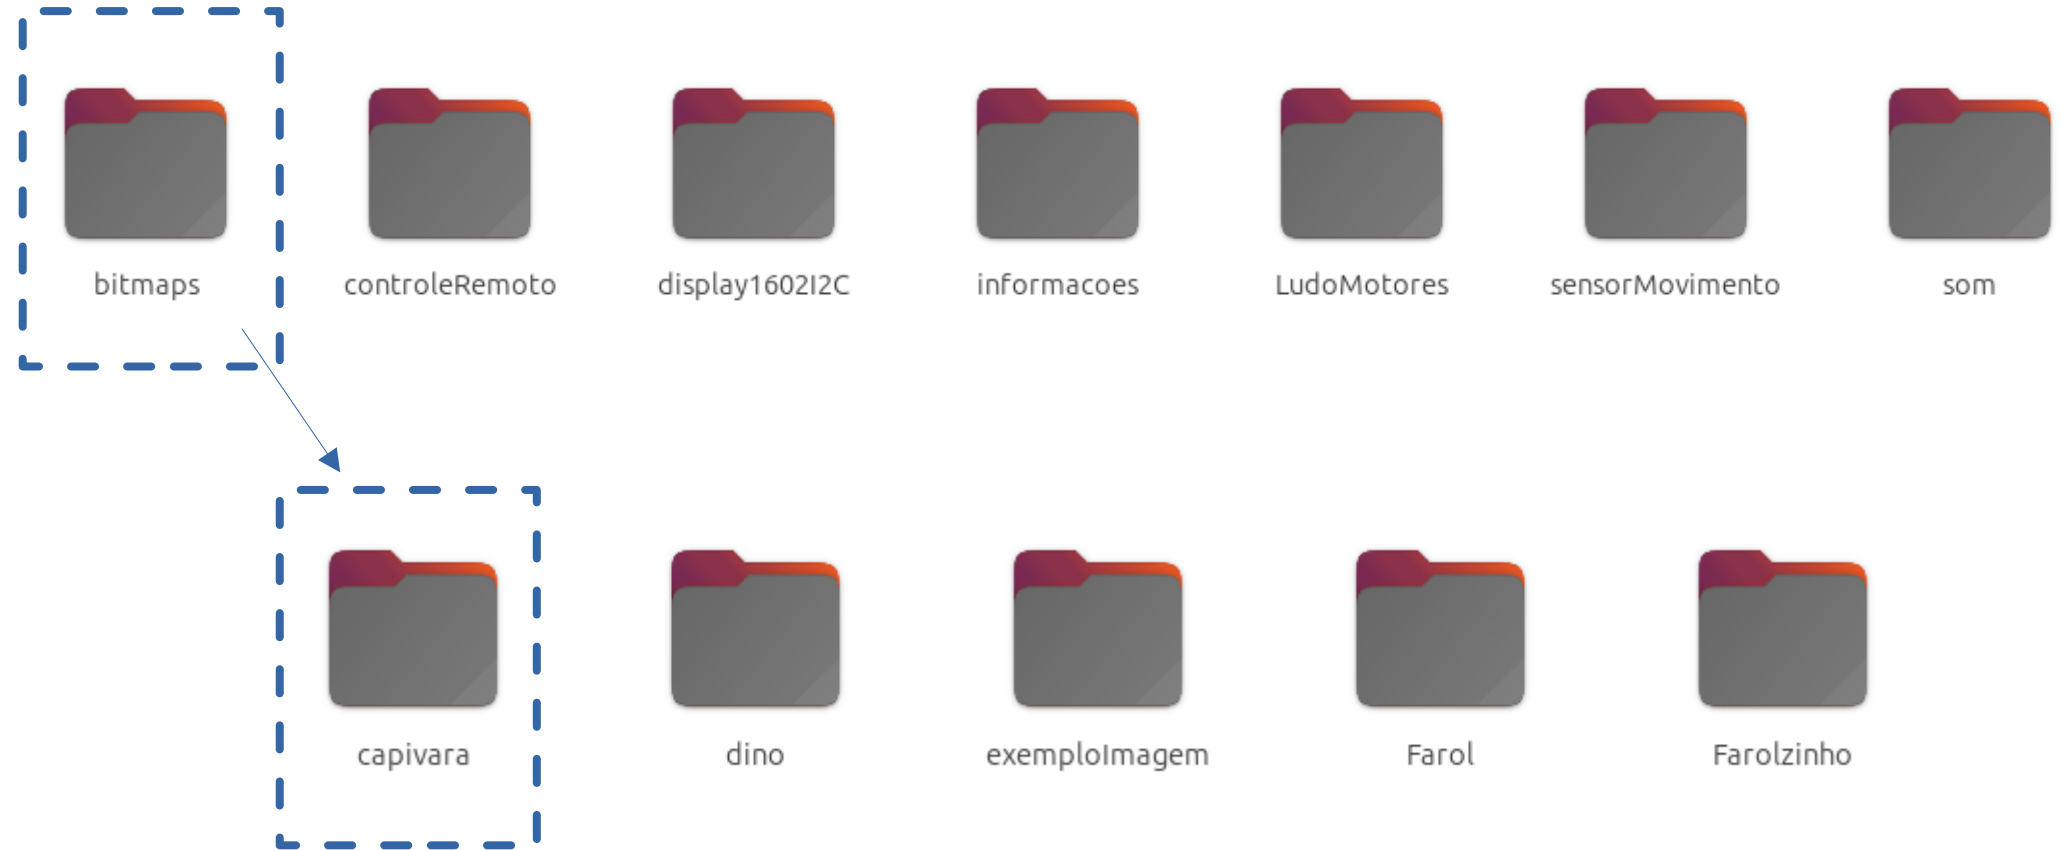 bitmaps controleRemoto display1602I2C informacoes LudoMotores sensorMovimento som
capivara dino exemploImagem Farol Farolzinho